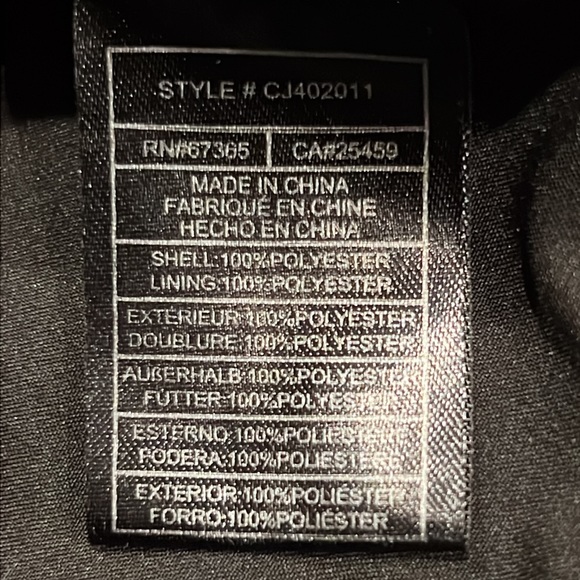 STYLE # CJ402011
RN#67365 CA#25459
MADE IN CHINA
FABRIQUÉ EN CHINE
HECHO EN CHINA
SHELL:100%POLYESTER
LINING:100%POLYESTER
EXTÉRIEUR:100%POLYESTER
DOUBLURE:100%POLYESTER
AUßERHALB:100%POLYESTER
FUTTER:100%POLYESTER
ESTERNO:100%POLIESTERE
FODERA:100%POLIESTERE
EXTERIOR:100%POLIÉSTER
FORRO:100%POLIÉSTER